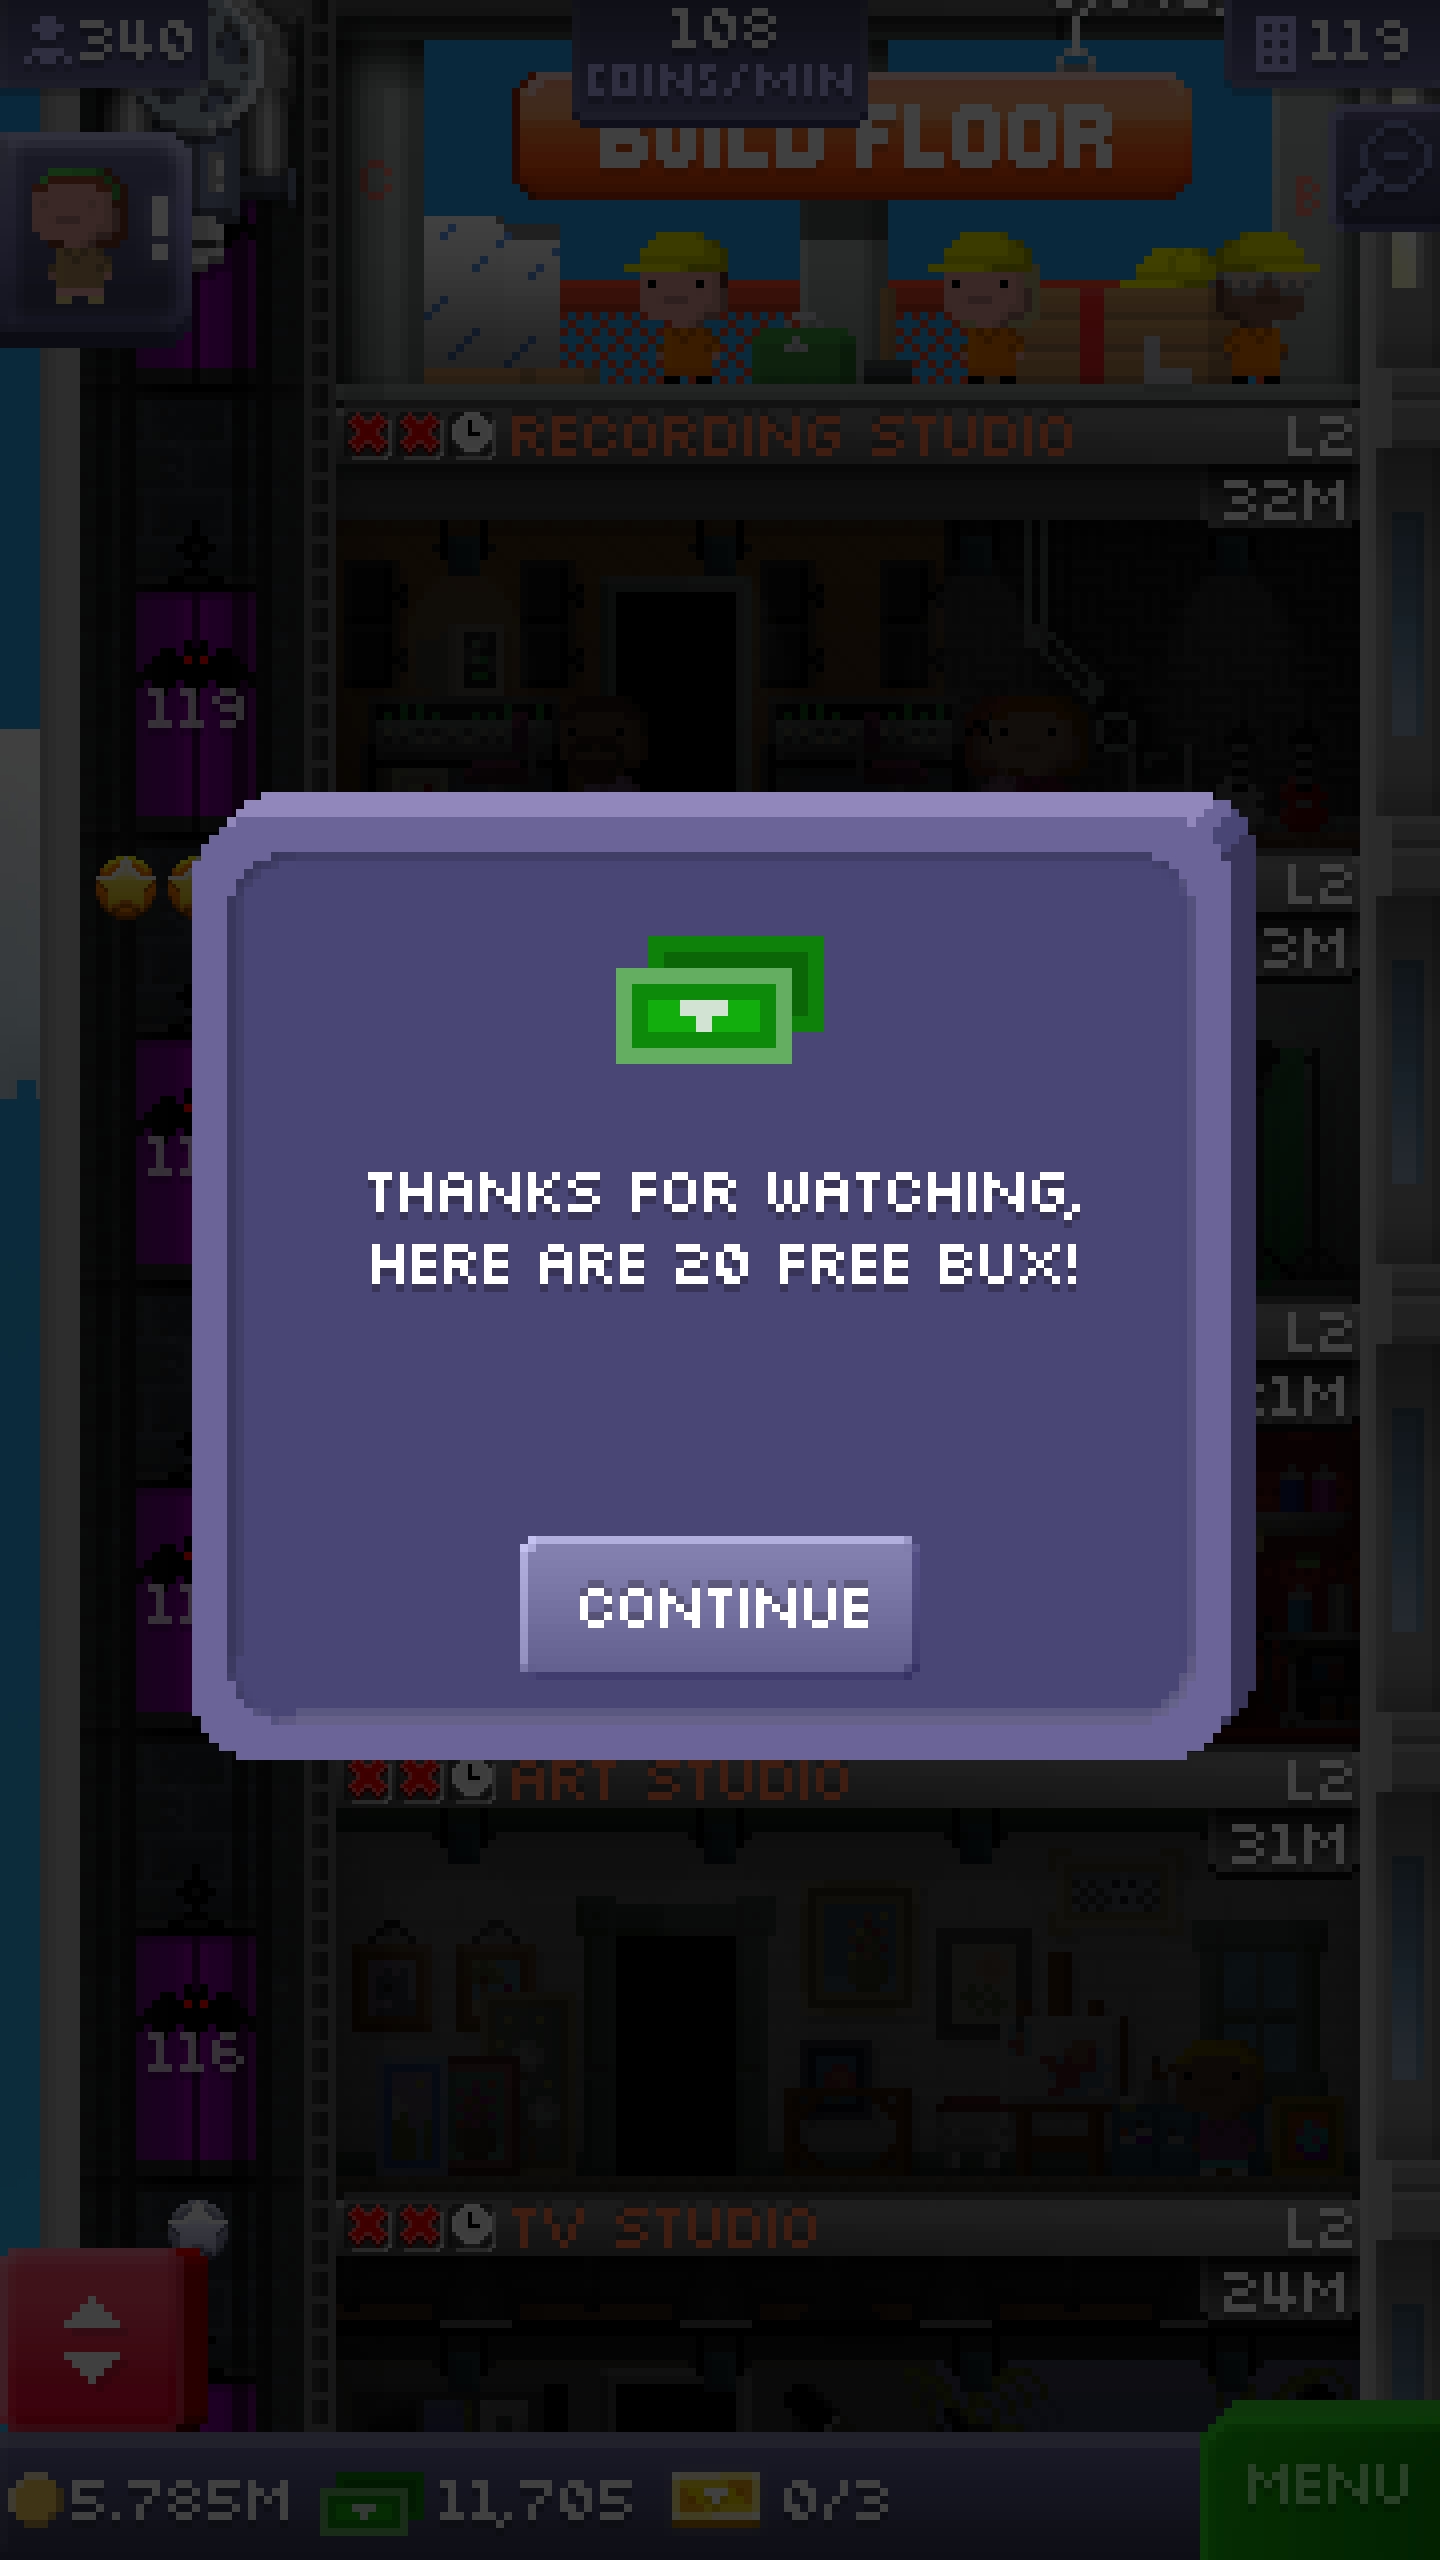 340
108
COINS/MIN
119
BUILD FLOOR
!
C
B
RECORDING STUDIO
L2
32M
119
L2
3M
THANKS FOR WATCHING,
HERE ARE 20 FREE BUX!
L2
1M
CONTINUE
ART STUDIO
L2
31M
116
TV STUDIO
L2
24M
5.785M
11,705
0/3
MENU